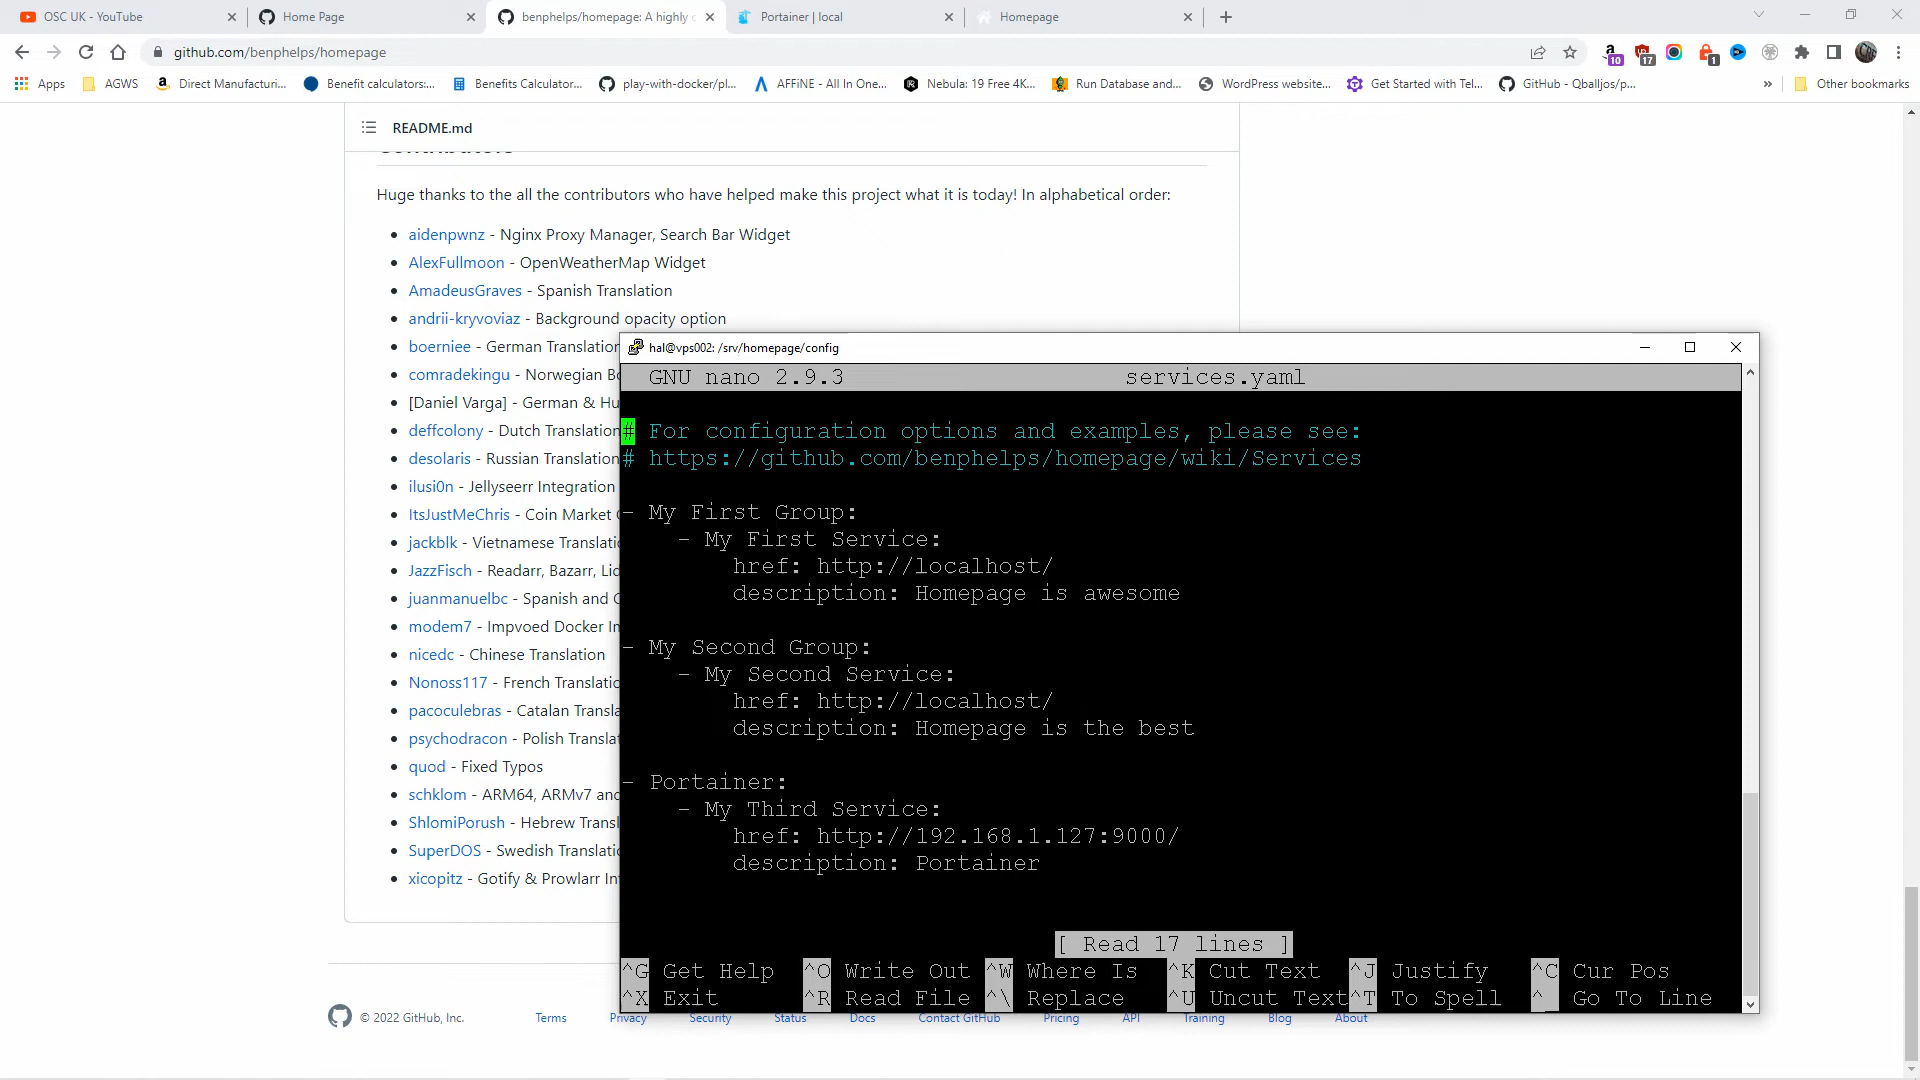 OSC UK - YouTube
Home Page
benphelps/homepage: A highly c
Portainer | local
Homepage
github.com/benphelps/homepage
10
17
1
Apps
AGWS
Direct Manufacturi...
Benefit calculators:...
Benefits Calculator...
play-with-docker/pl...
AFFiNE - All In One...
Nebula: 19 Free 4K...
Run Database and...
WordPress website...
Get Started with Tel...
GitHub - Qballjos/p...
»
Other bookmarks
README.md
Contributors
Huge thanks to the all the contributors who have helped make this project what it is today! In alphabetical order:
aidenpwnz - Nginx Proxy Manager, Search Bar Widget
AlexFullmoon - OpenWeatherMap Widget
AmadeusGraves - Spanish Translation
andrii-kryvoviaz - Background opacity option
boerniee - German Translation
comradekingu - Norwegian Bo
[Daniel Varga] - German & Hu
deffcolony - Dutch Translation
desolaris - Russian Translation
ilusi0n - Jellyseerr Integration
ItsJustMeChris - Coin Market C
jackblk - Vietnamese Translatio
JazzFisch - Readarr, Bazarr, Lid
juanmanuelbc - Spanish and C
modem7 - Impvoed Docker In
nicedc - Chinese Translation
Nonoss117 - French Translatio
pacoculebras - Catalan Transla
psychodracon - Polish Translat
quod - Fixed Typos
schklom - ARM64, ARMv7 and
ShlomiPorush - Hebrew Transl
SuperDOS - Swedish Translatio
xicopitz - Gotify & Prowlarr In
hal@vps002: /srv/homepage/config
GNU nano 2.9.3 services.yaml
# For configuration options and examples, please see:
# https://github.com/benphelps/homepage/wiki/Services
- My First Group:
- My First Service:
href: http://localhost/
description: Homepage is awesome
- My Second Group:
- My Second Service:
href: http://localhost/
description: Homepage is the best
- Portainer:
- My Third Service:
href: http://192.168.1.127:9000/
description: Portainer
[ Read 17 lines ]
^G Get Help ^O Write Out ^W Where Is ^K Cut Text ^J Justify ^C Cur Pos
^X Exit ^R Read File ^\ Replace ^U Uncut Text ^T To Spell ^_ Go To Line
© 2022 GitHub, Inc.
Terms
Privacy
Security
Status
Docs
Contact GitHub
Pricing
API
Training
Blog
About